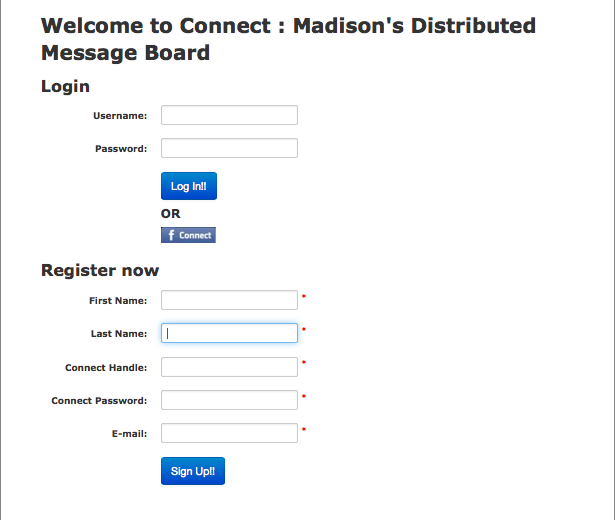 Welcome to Connect : Madison's Distributed
Message Board
Login
Username:
Password:
Log In!!
OR
f Connect
Register now
First Name: *
Last Name: *
Connect Handle: *
Connect Password: *
E-mail: *
Sign Up!!